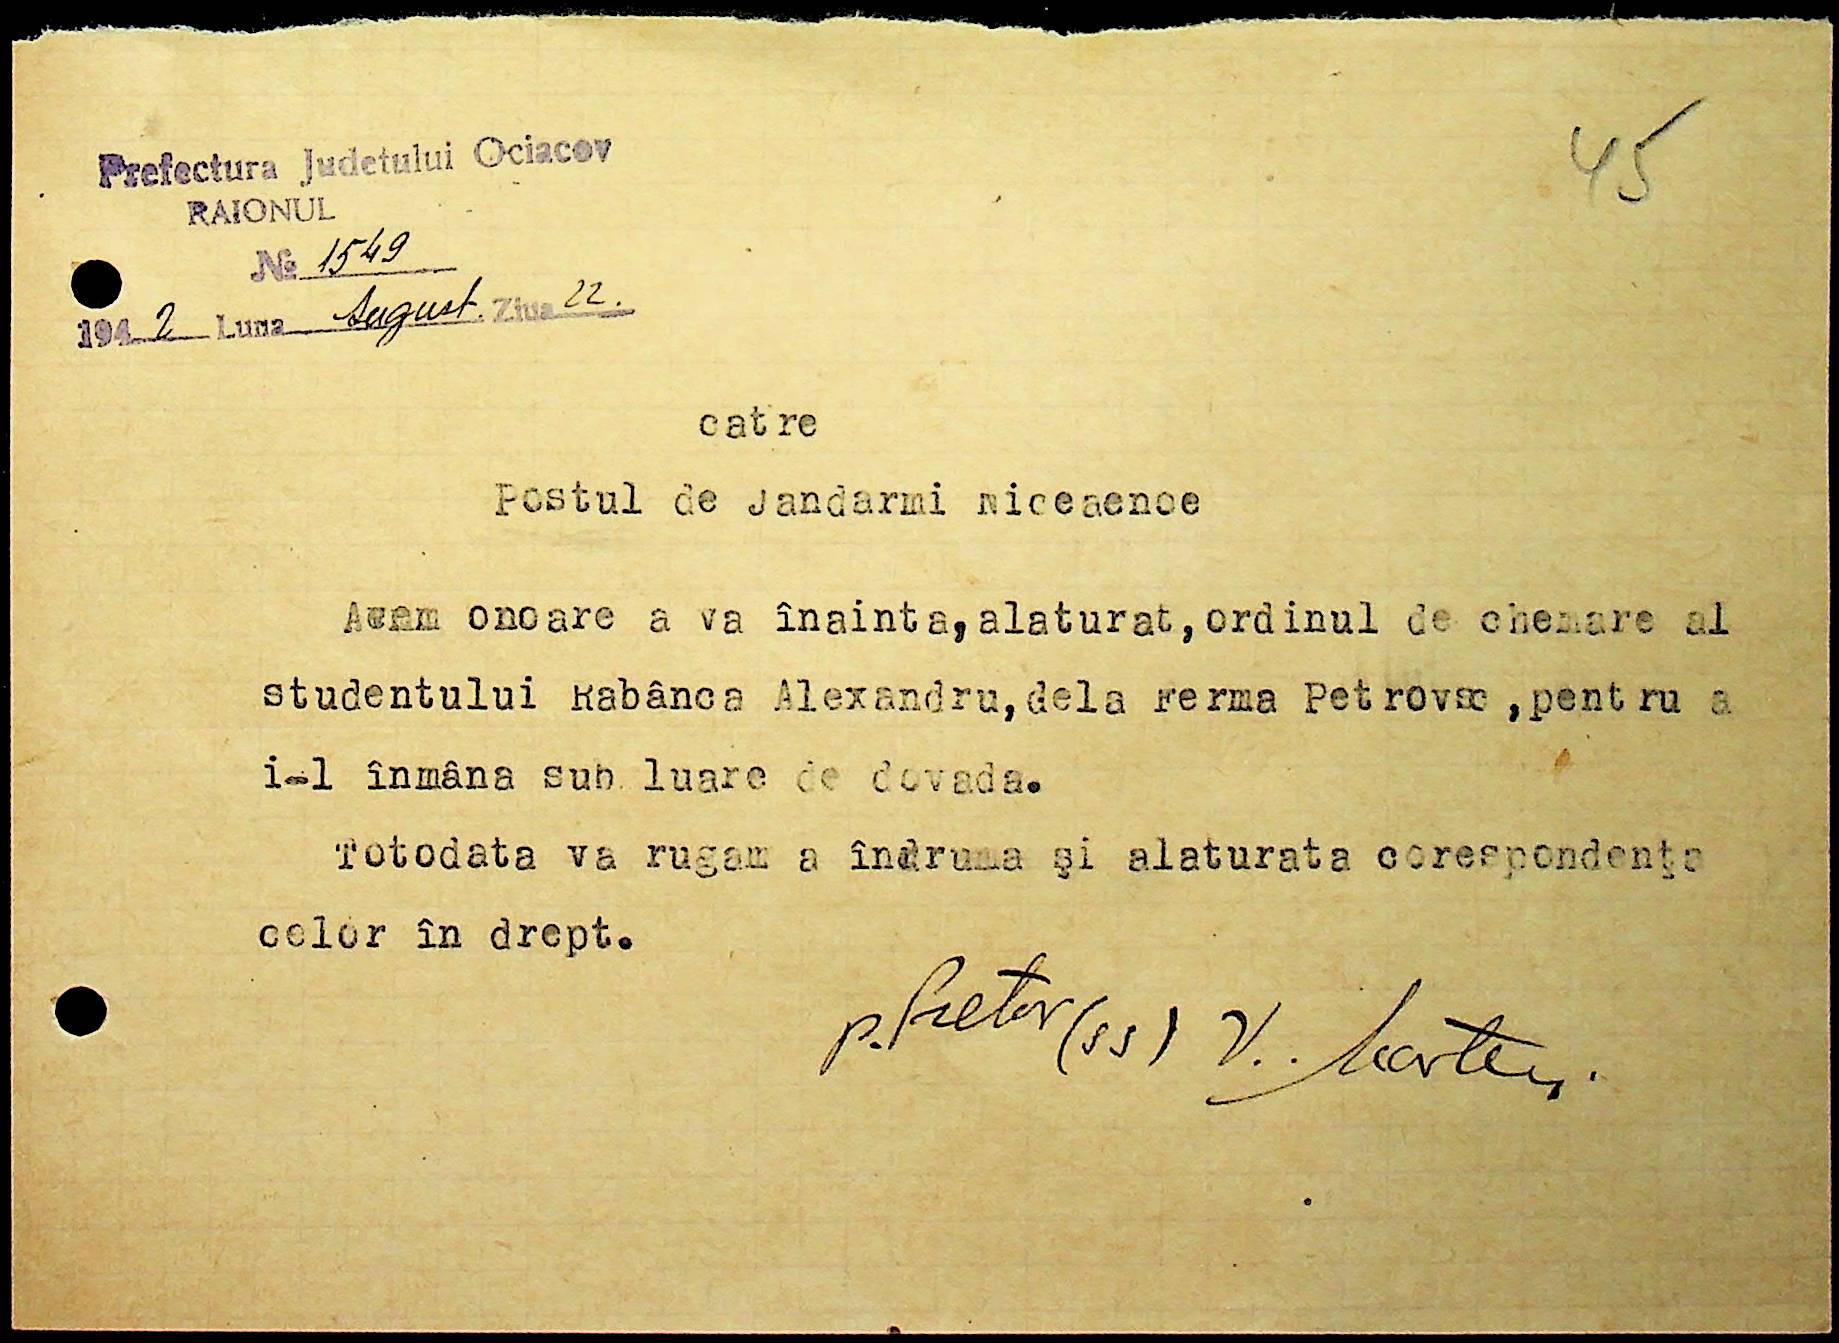 45
Prefectura Judetului Ociacov
RAIONUL
№ 1549
1942 Luna August. Ziua 22.
catre
Postul de Jandarmi
Avem onoare a va înainta, alaturat, ordinul de chemare al
studentului Rabânca Alexandru, dela Ferma Petrovsc, pentru a
i-l înmâna sub luare de dovada.
Totodata va rugam a îndruma şi alaturata corespondenţa
celor în drept.
p. Pretor (ss) V.